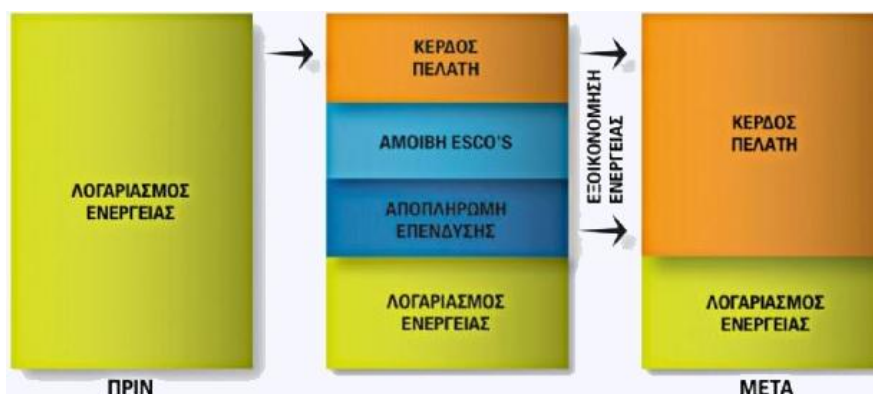 ΛΟΓΑΡΙΑΣΜΟΣ
ΕΝΕΡΓΕΙΑΣ
ΠΡΙΝ
ΚΕΡΔΟΣ
ΠΕΛΑΤΗ
ΑΜΟΙΒΗ ESCO'S
ΑΠΟΠΛΗΡΩΜΗ
ΕΠΕΝΔΥΣΗΣ
ΛΟΓΑΡΙΑΣΜΟΣ
ΕΝΕΡΓΕΙΑΣ
ΕΞΟΙΚΟΝΟΜΗΣΗ
ΕΝΕΡΓΕΙΑΣ
ΚΕΡΔΟΣ
ΠΕΛΑΤΗ
ΛΟΓΑΡΙΑΣΜΟΣ
ΕΝΕΡΓΕΙΑΣ
ΜΕΤΑ